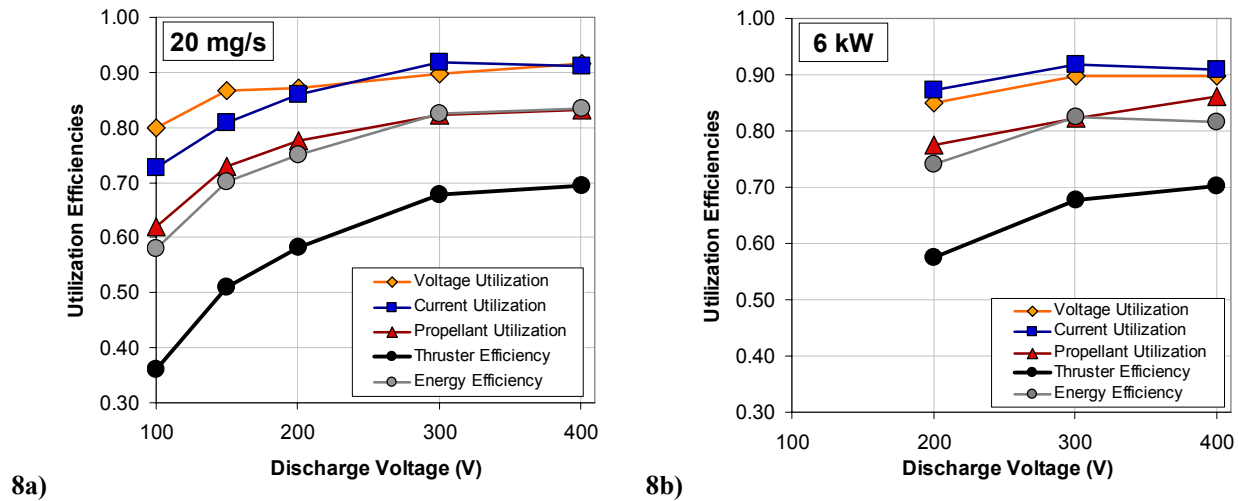 20 mg/s
Utilization Efficiencies
1.00
0.90
0.80
0.70
0.60
0.50
0.40
0.30
Voltage Utilization
Current Utilization
Propellant Utilization
Thruster Efficiency
Energy Efficiency
100
200
300
400
Discharge Voltage (V)
8a)
6 kW
Utilization Efficiencies
1.00
0.90
0.80
0.70
0.60
0.50
0.40
0.30
Voltage Utilization
Current Utilization
Propellant Utilization
Thruster Efficiency
Energy Efficiency
100
200
300
400
Discharge Voltage (V)
8b)